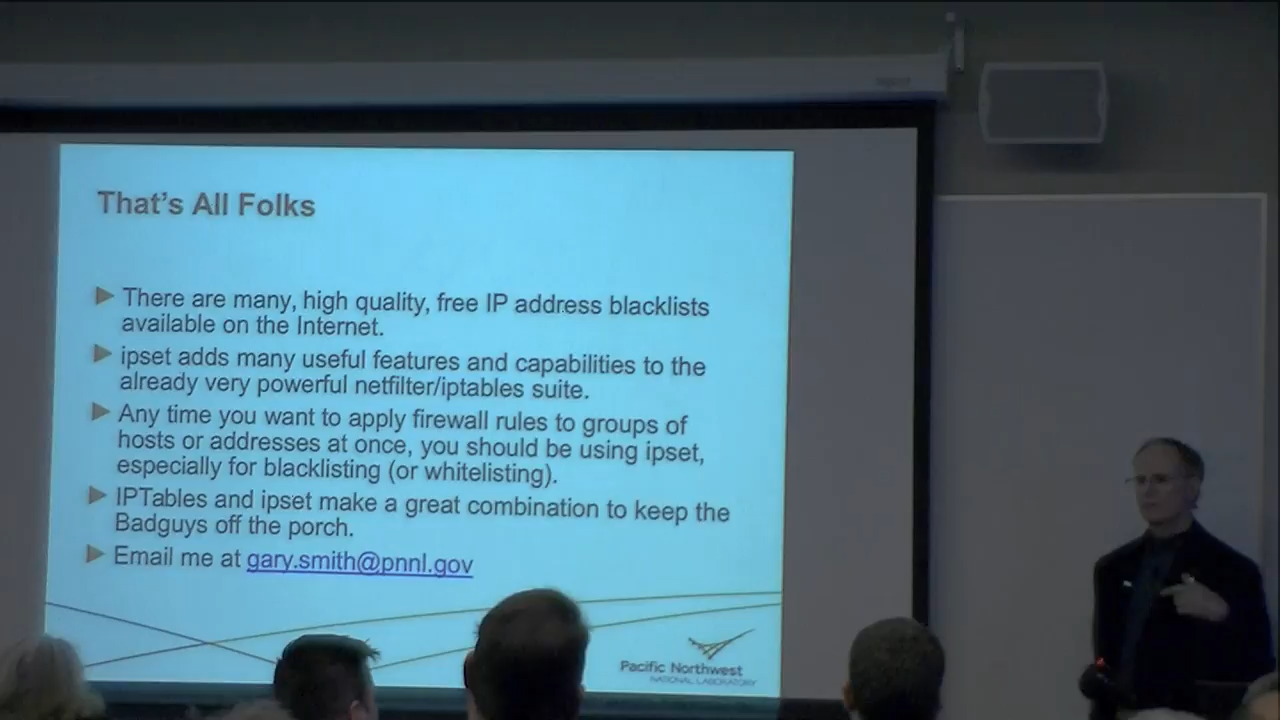 That's All Folks
There are many, high quality, free IP address blacklists
available on the Internet.
ipset adds many useful features and capabilities to the
already very powerful netfilter/iptables suite.
Any time you want to apply firewall rules to groups of
hosts or addresses at once, you should be using ipset,
especially for blacklisting (or whitelisting).
IPTables and ipset make a great combination to keep the
Badguys off the porch.
Email me at gary.smith@pnnl.gov
Pacific Northwest
NATIONAL LABORATORY